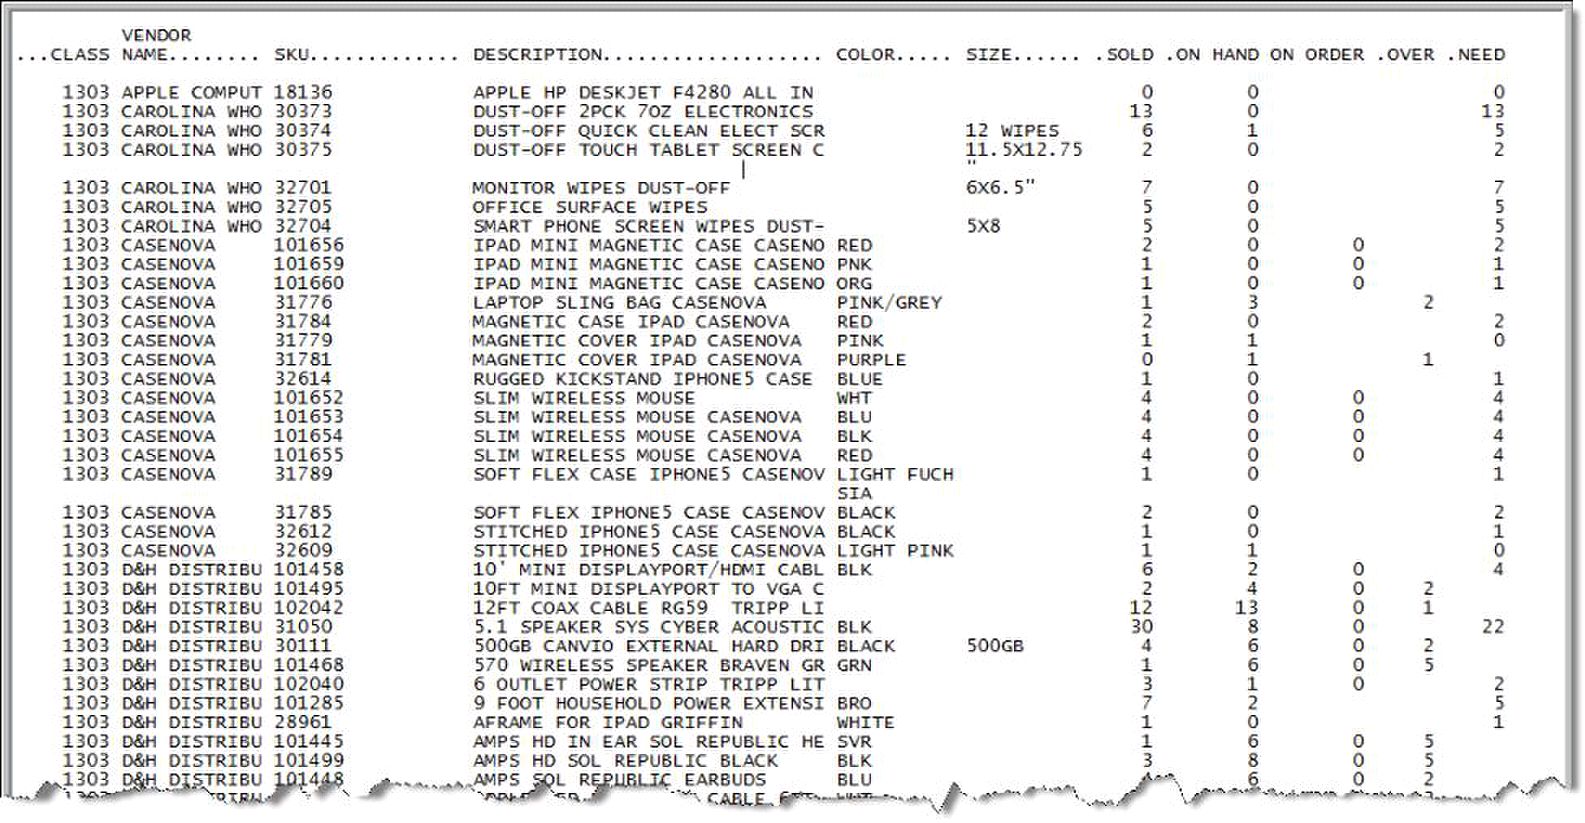 VENDOR
...CLASS NAME........ SKU............. DESCRIPTION................... COLOR..... SIZE...... .SOLD .ON HAND ON ORDER .OVER .NEED
1303 APPLE COMPUT 18136 APPLE HP DESKJET F4280 ALL IN 0 0 0
1303 CAROLINA WHO 30373 DUST-OFF 2PCK 7OZ ELECTRONICS 13 0 13
1303 CAROLINA WHO 30374 DUST-OFF QUICK CLEAN ELECT SCR 12 WIPES 6 1 5
1303 CAROLINA WHO 30375 DUST-OFF TOUCH TABLET SCREEN C 11.5X12.75 2 0 2
"
1303 CAROLINA WHO 32701 MONITOR WIPES DUST-OFF 6X6.5" 7 0 7
1303 CAROLINA WHO 32705 OFFICE SURFACE WIPES 5 0 5
1303 CAROLINA WHO 32704 SMART PHONE SCREEN WIPES DUST- 5X8 5 0 5
1303 CASENOVA 101656 IPAD MINI MAGNETIC CASE CASENO RED 2 0 0 2
1303 CASENOVA 101659 IPAD MINI MAGNETIC CASE CASENO PNK 1 0 0 1
1303 CASENOVA 101660 IPAD MINI MAGNETIC CASE CASENO ORG 1 0 0 1
1303 CASENOVA 31776 LAPTOP SLING BAG CASENOVA PINK/GREY 1 3 2
1303 CASENOVA 31784 MAGNETIC CASE IPAD CASENOVA RED 2 0 2
1303 CASENOVA 31779 MAGNETIC COVER IPAD CASENOVA PINK 1 1 0
1303 CASENOVA 31781 MAGNETIC COVER IPAD CASENOVA PURPLE 0 1 1
1303 CASENOVA 32614 RUGGED KICKSTAND IPHONE5 CASE BLUE 1 0 1
1303 CASENOVA 101652 SLIM WIRELESS MOUSE WHT 4 0 0 4
1303 CASENOVA 101653 SLIM WIRELESS MOUSE CASENOVA BLU 4 0 0 4
1303 CASENOVA 101654 SLIM WIRELESS MOUSE CASENOVA BLK 4 0 0 4
1303 CASENOVA 101655 SLIM WIRELESS MOUSE CASENOVA RED 4 0 0 4
1303 CASENOVA 31789 SOFT FLEX CASE IPHONE5 CASENOV LIGHT FUCH 1 0 1
SIA
1303 CASENOVA 31785 SOFT FLEX IPHONE5 CASE CASENOV BLACK 2 0 2
1303 CASENOVA 32612 STITCHED IPHONE5 CASE CASENOVA BLACK 1 0 1
1303 CASENOVA 32609 STITCHED IPHONE5 CASE CASENOVA LIGHT PINK 1 1 0
1303 D&H DISTRIBU 101458 10' MINI DISPLAYPORT/HDMI CABL BLK 6 2 0 4
1303 D&H DISTRIBU 101495 10FT MINI DISPLAYPORT TO VGA C 2 4 0 2
1303 D&H DISTRIBU 102042 12FT COAX CABLE RG59 TRIPP LI 12 13 0 1
1303 D&H DISTRIBU 31050 5.1 SPEAKER SYS CYBER ACOUSTIC BLK 30 8 0 22
1303 D&H DISTRIBU 30111 500GB CANVIO EXTERNAL HARD DRI BLACK 500GB 4 6 0 2
1303 D&H DISTRIBU 101468 570 WIRELESS SPEAKER BRAVEN GR GRN 1 6 0 5
1303 D&H DISTRIBU 102040 6 OUTLET POWER STRIP TRIPP LIT 3 1 0 2
1303 D&H DISTRIBU 101285 9 FOOT HOUSEHOLD POWER EXTENSI BRO 7 2 5
1303 D&H DISTRIBU 28961 AFRAME FOR IPAD GRIFFIN WHITE 1 0 1
1303 D&H DISTRIBU 101445 AMPS HD IN EAR SOL REPUBLIC HE SVR 1 6 0 5
1303 D&H DISTRIBU 101499 AMPS HD SOL REPUBLIC BLACK BLK 3 8 0 5
1303 D&H DISTRIBU 101448 AMPS SOL REPUBLIC EARBUDS BLU 6 0 2
CABLE